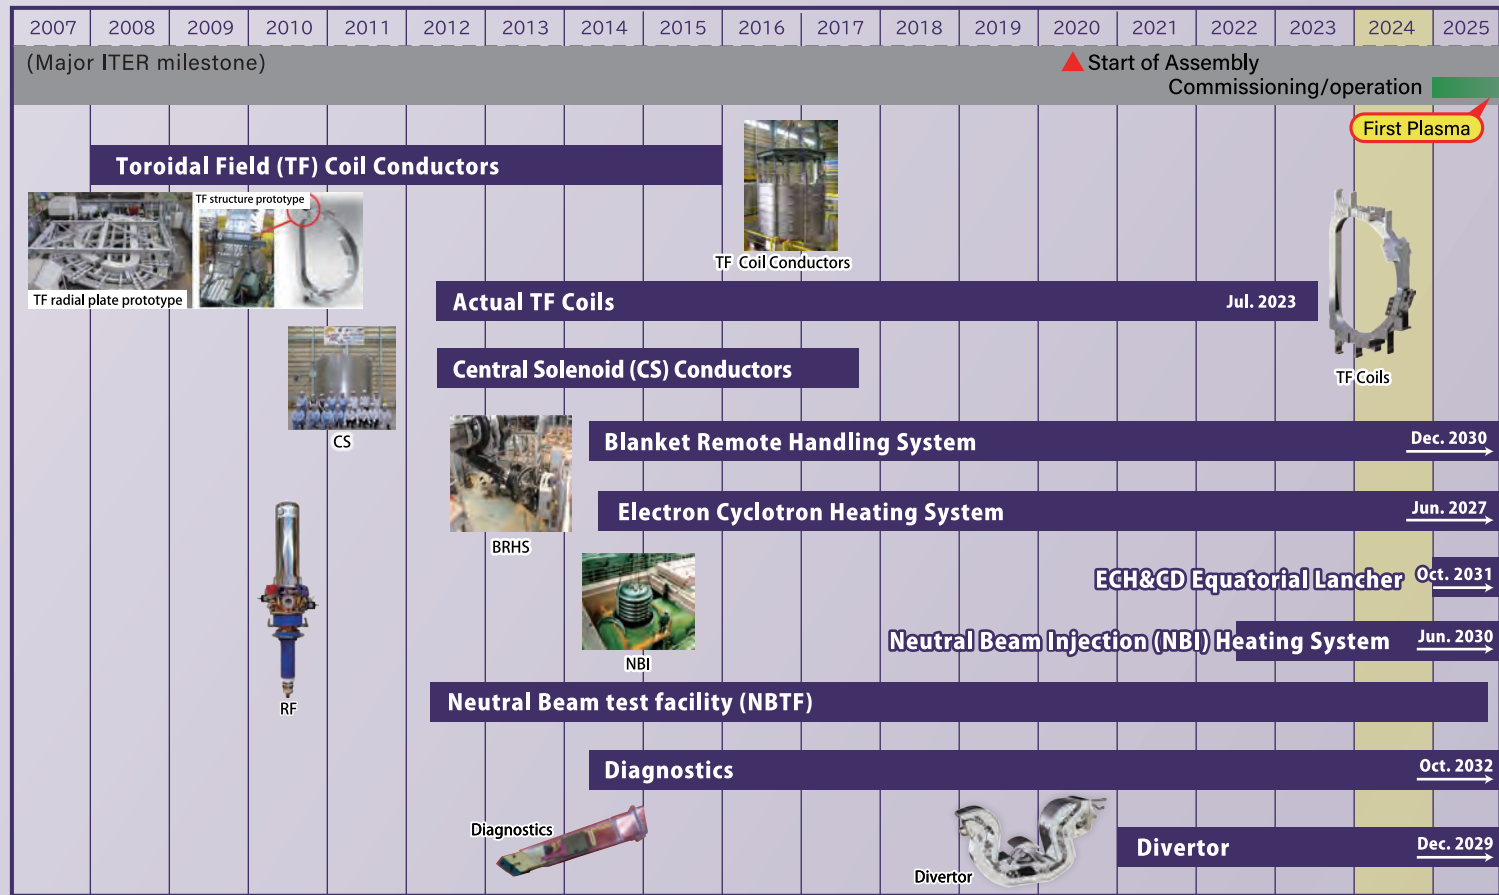 2007 2008 2009 2010 2011 2012 2013 2014 2015 2016 2017 2018 2019 2020 2021 2022 2023 2024 2025
(Major ITER milestone)
Start of Assembly
Commissioning/operation
First Plasma
Toroidal Field (TF) Coil Conductors
TF structure prototype
TF radial plate prototype
TF Coil Conductors
Actual TF Coils Jul. 2023
Central Solenoid (CS) Conductors
TF Coils
CS
Blanket Remote Handling System Dec. 2030
Electron Cyclotron Heating System Jun. 2027
BRHS
ECH&CD Equatorial Lancher Oct. 2031
Neutral Beam Injection (NBI) Heating System Jun. 2030
NBI
RF
Neutral Beam test facility (NBTF)
Diagnostics Oct. 2032
Diagnostics
Divertor Dec. 2029
Divertor